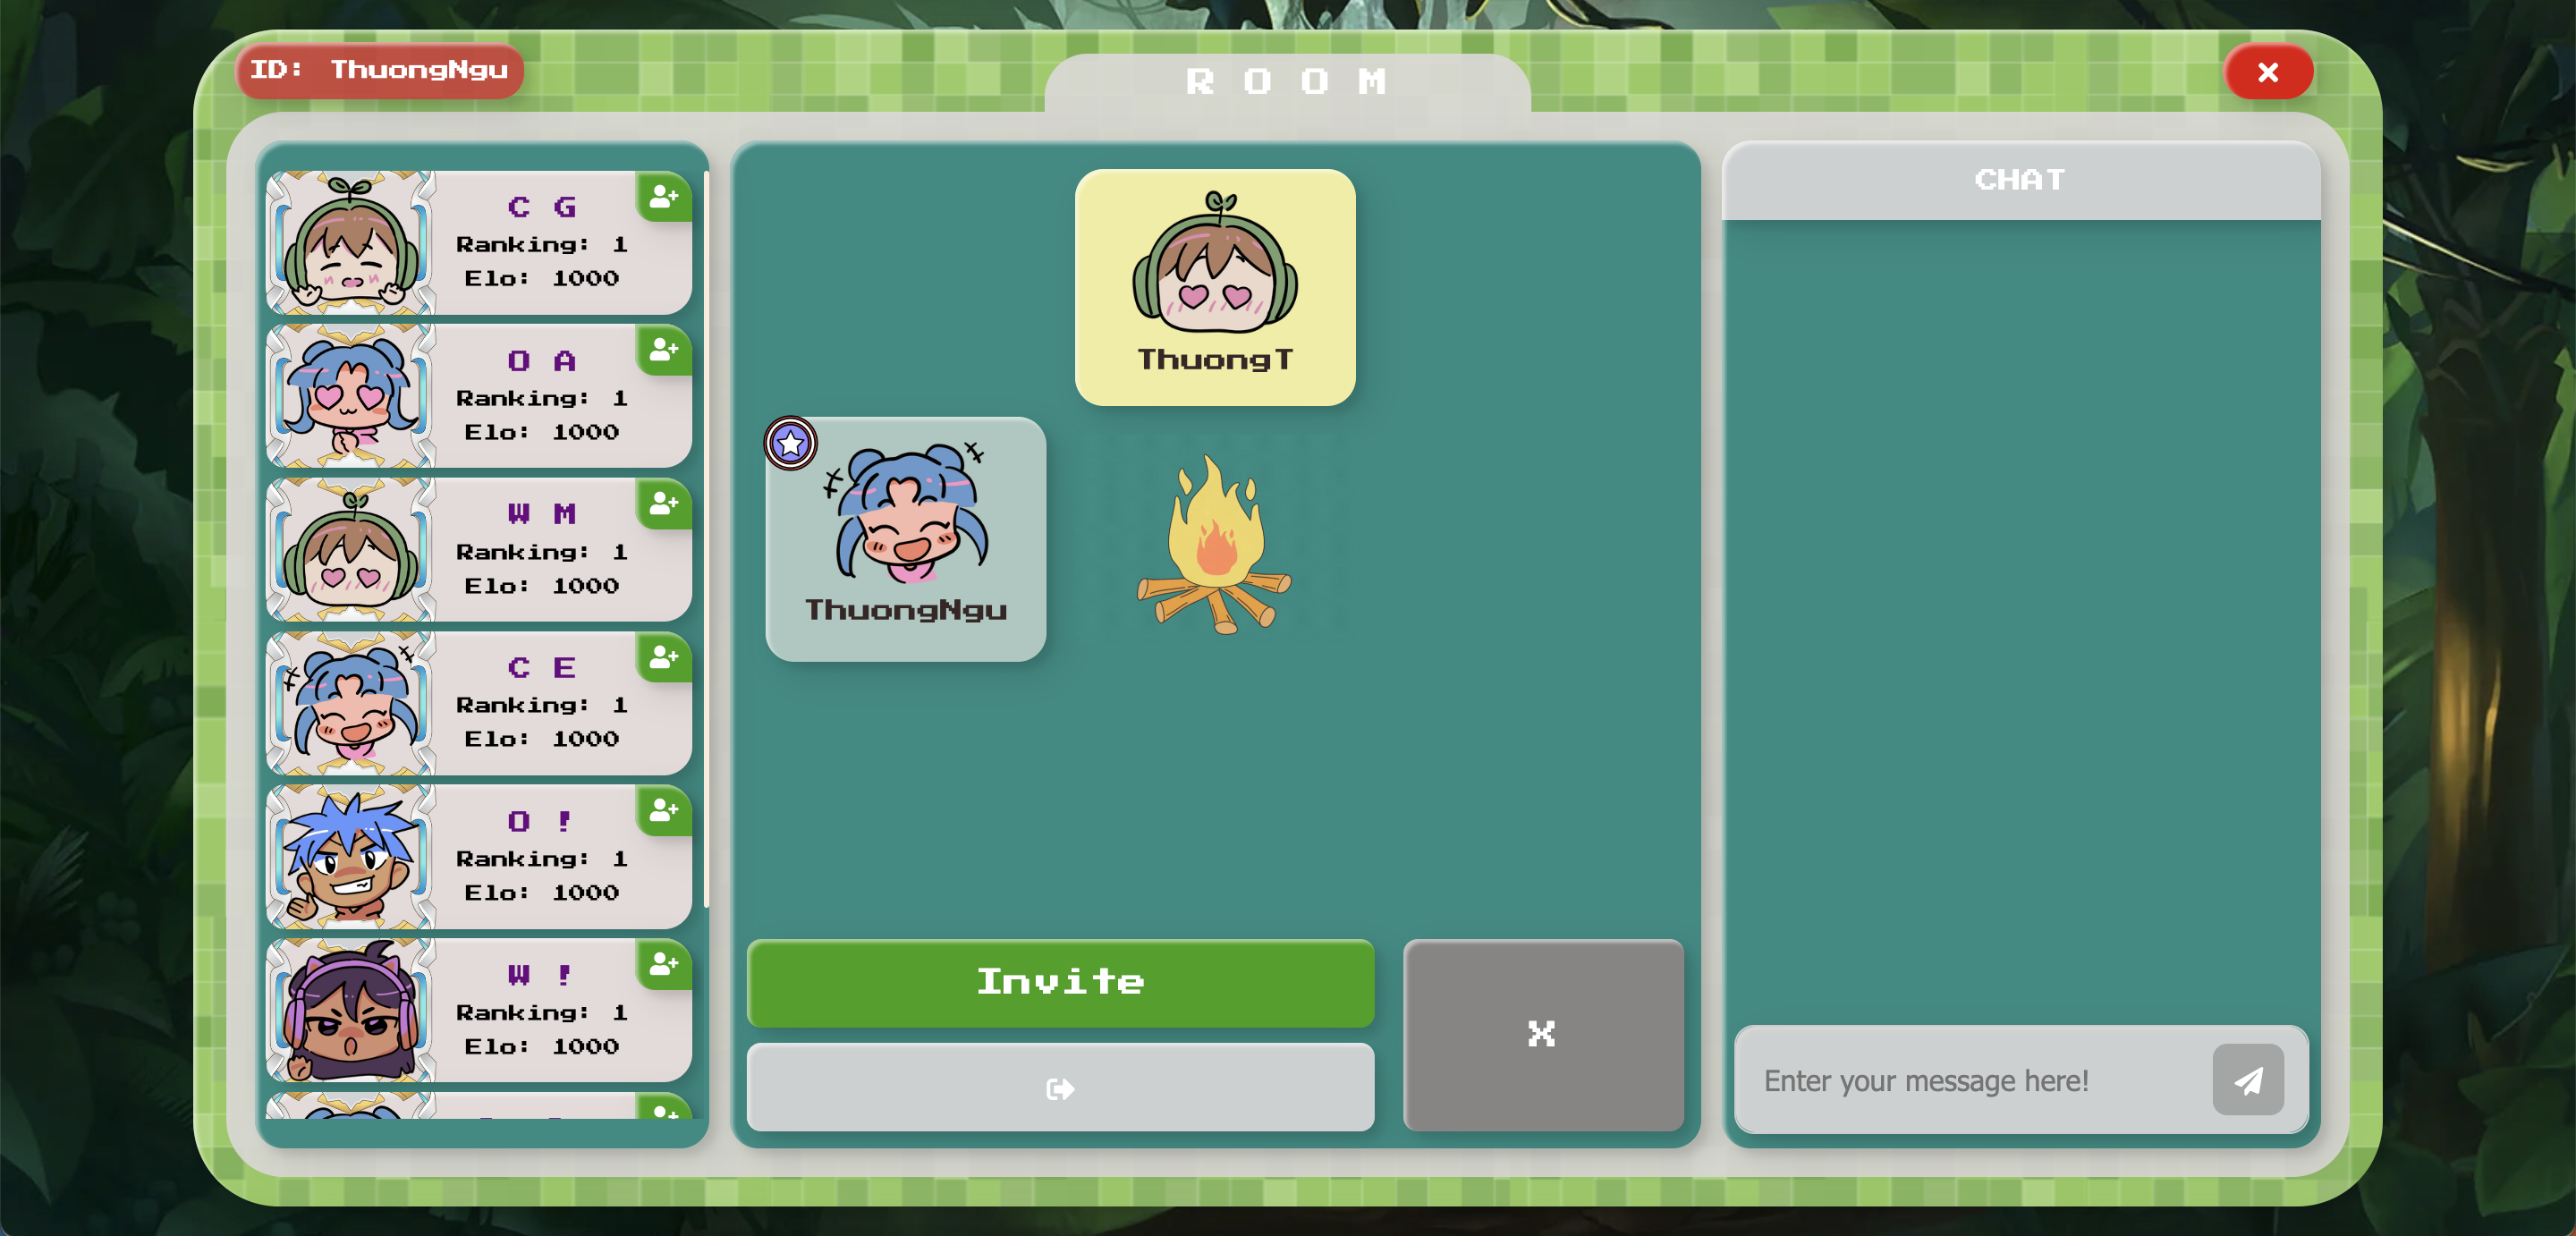 ID: ThuongNgu
R O O M
C G
Ranking: 1
Elo: 1000
O A
Ranking: 1
Elo: 1000
W M
Ranking: 1
Elo: 1000
C E
Ranking: 1
Elo: 1000
O !
Ranking: 1
Elo: 1000
W !
Ranking: 1
Elo: 1000
ThuongT
ThuongNgu
Invite
X
CHAT
Enter your message here!